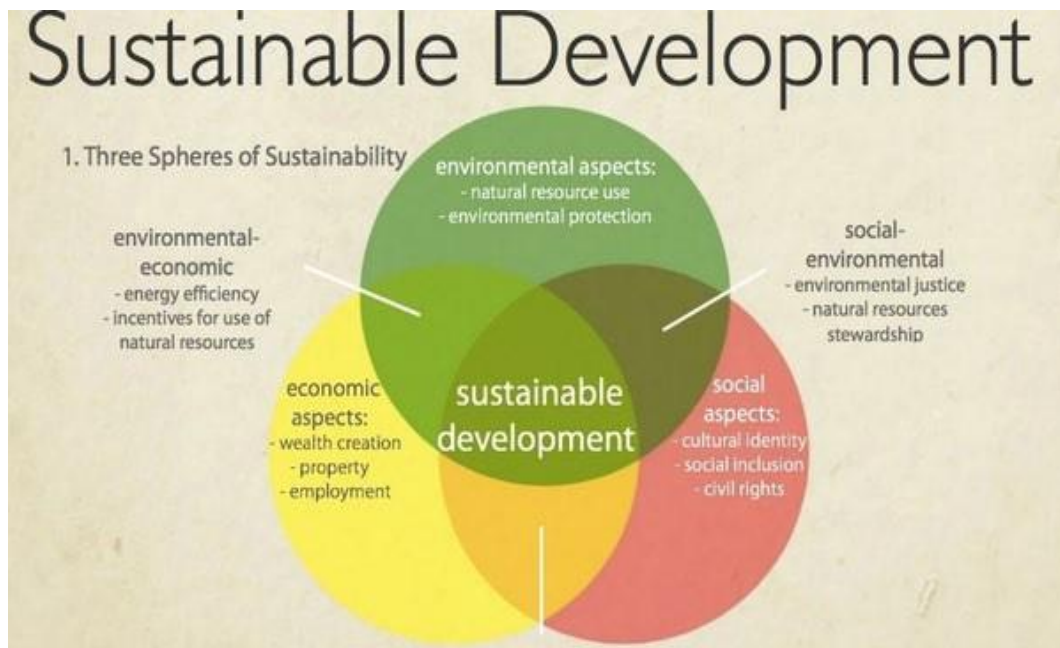 Sustainable Development
1. Three Spheres of Sustainability
environmental aspects:
- natural resource use
- environmental protection
environmental-
economic
- energy efficiency
- incentives for use of
natural resources
social-
environmental
- environmental justice
- natural resources
stewardship
economic
aspects:
- wealth creation
- property
- employment
sustainable
development
social
aspects:
- cultural identity
- social inclusion
- civil rights